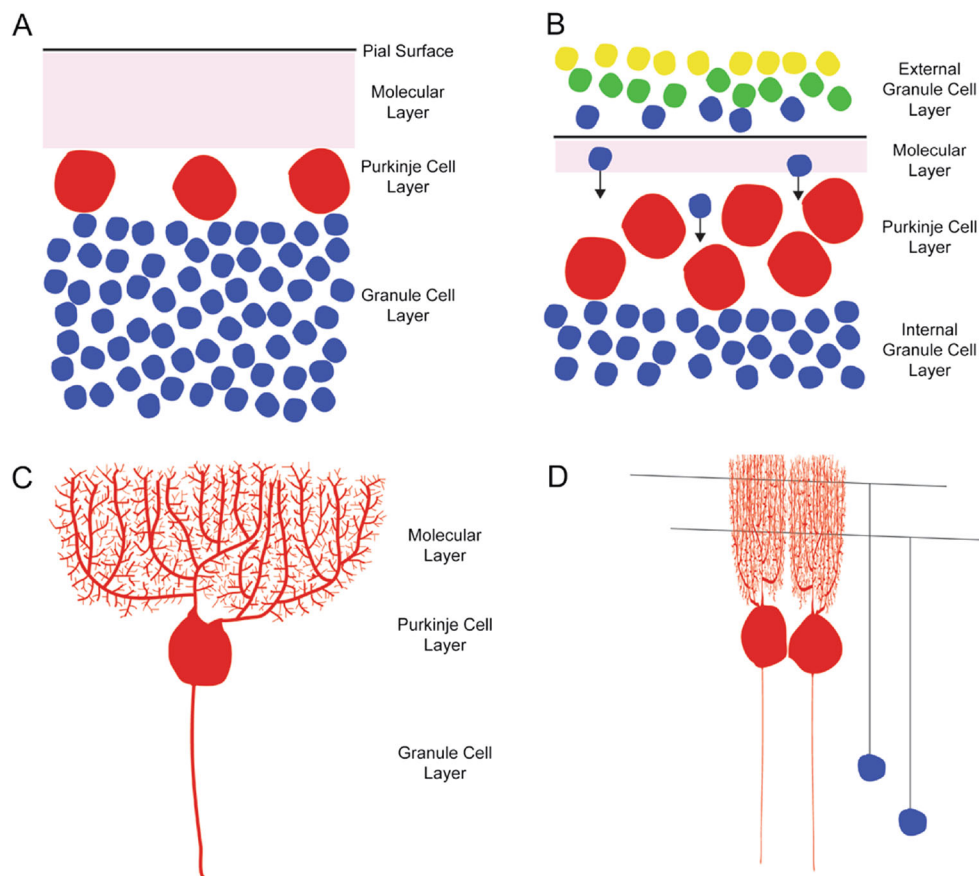 A
Pial Surface
Molecular
Layer
Purkinje Cell
Layer
Granule Cell
Layer
B
External
Granule Cell
Layer
Molecular
Layer
Purkinje Cell
Layer
Internal
Granule Cell
Layer
C
Molecular
Layer
Purkinje Cell
Layer
Granule Cell
Layer
D